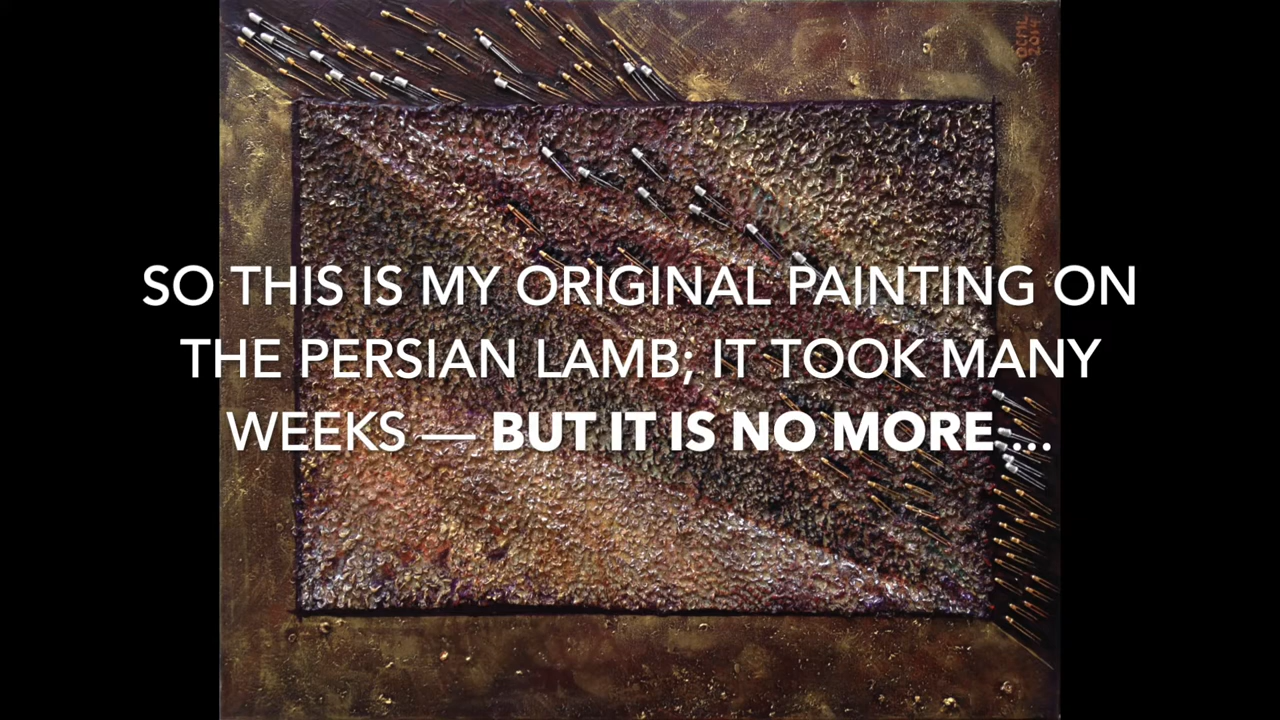 SO THIS IS MY ORIGINAL PAINTING ON
THE PERSIAN LAMB; IT TOOK MANY
WEEKS — BUT IT IS NO MORE ...
2014